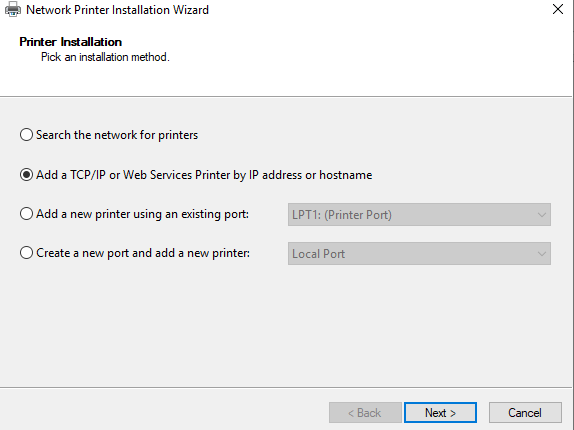 Network Printer Installation Wizard
Printer Installation
Pick an installation method.
Search the network for printers
Add a TCP/IP or Web Services Printer by IP address or hostname
Add a new printer using an existing port: LPT1: (Printer Port)
Create a new port and add a new printer: Local Port
< Back Next > Cancel